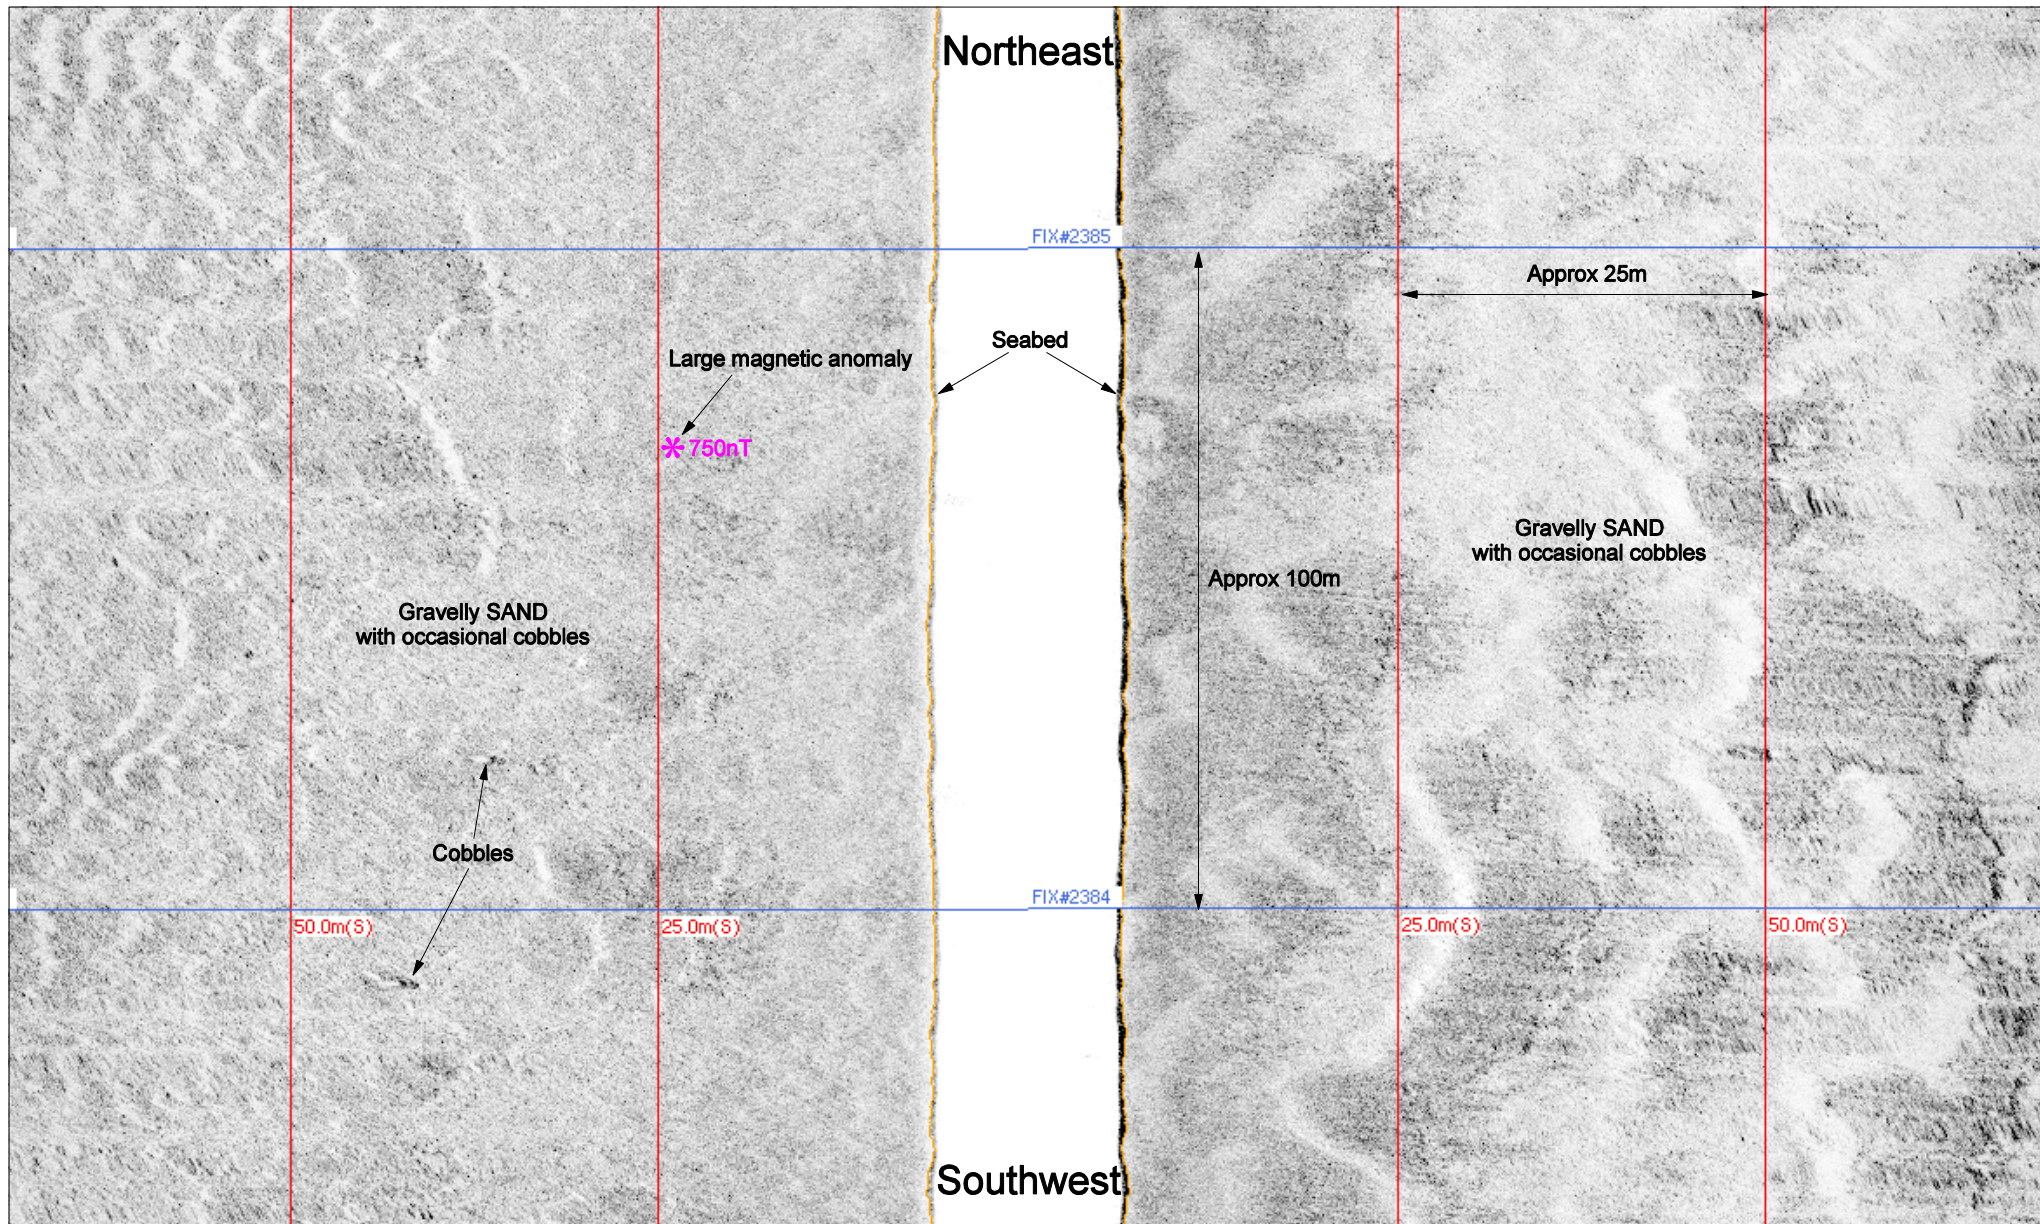 Northeast
FIX#2385
Approx 25m
Seabed
Large magnetic anomaly
750nT
Gravelly SAND
with occasional cobbles
Approx 100m
Gravelly SAND
with occasional cobbles
Cobbles
FIX#2384
50.0m(S)
25.0m(S)
25.0m(S)
50.0m(S)
Southwest